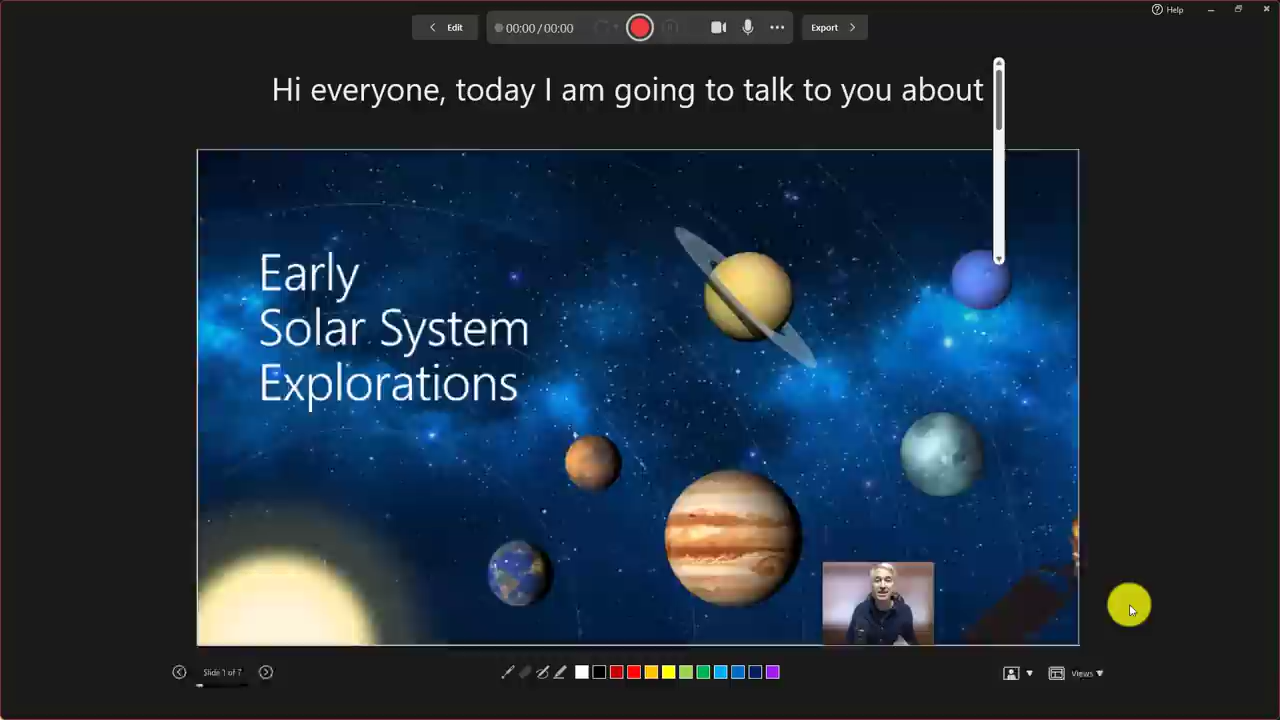 Help
Edit
00:00/00:00
Export
Hi everyone, today I am going to talk to you about
Early
Solar System
Explorations
Slide 1 of 7
Views